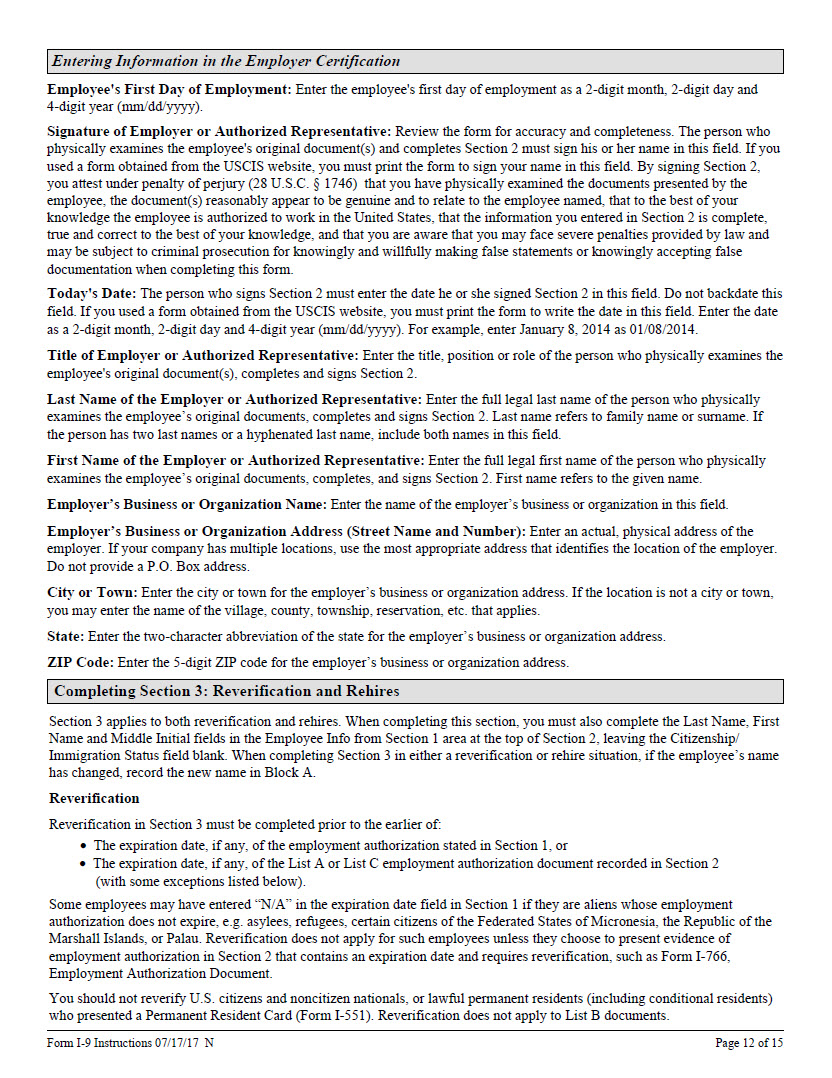 Entering Information in the Employer Certification
Employee's First Day of Employment: Enter the employee's first day of employment as a 2-digit month, 2-digit day and
4-digit year (mm/dd/yyyy).
Signature of Employer or Authorized Representative: Review the form for accuracy and completeness. The person who
physically examines the employee's original document(s) and completes Section 2 must sign his or her name in this field. If you
used a form obtained from the USCIS website, you must print the form to sign your name in this field. By signing Section 2,
you attest under penalty of perjury (28 U.S.C. § 1746) that you have physically examined the documents presented by the
employee, the document(s) reasonably appear to be genuine and to relate to the employee named, that to the best of your
knowledge the employee is authorized to work in the United States, that the information you entered in Section 2 is complete,
true and correct to the best of your knowledge, and that you are aware that you may face severe penalties provided by law and
may be subject to criminal prosecution for knowingly and willfully making false statements or knowingly accepting false
documentation when completing this form.
Today's Date: The person who signs Section 2 must enter the date he or she signed Section 2 in this field. Do not backdate this
field. If you used a form obtained from the USCIS website, you must print the form to write the date in this field. Enter the date
as a 2-digit month, 2-digit day and 4-digit year (mm/dd/yyyy). For example, enter January 8, 2014 as 01/08/2014.
Title of Employer or Authorized Representative: Enter the title, position or role of the person who physically examines the
employee's original document(s), completes and signs Section 2.
Last Name of the Employer or Authorized Representative: Enter the full legal last name of the person who physically
examines the employee’s original documents, completes and signs Section 2. Last name refers to family name or surname. If
the person has two last names or a hyphenated last name, include both names in this field.
First Name of the Employer or Authorized Representative: Enter the full legal first name of the person who physically
examines the employee’s original documents, completes, and signs Section 2. First name refers to the given name.
Employer’s Business or Organization Name: Enter the name of the employer’s business or organization in this field.
Employer’s Business or Organization Address (Street Name and Number): Enter an actual, physical address of the
employer. If your company has multiple locations, use the most appropriate address that identifies the location of the employer.
Do not provide a P.O. Box address.
City or Town: Enter the city or town for the employer’s business or organization address. If the location is not a city or town,
you may enter the name of the village, county, township, reservation, etc. that applies.
State: Enter the two-character abbreviation of the state for the employer’s business or organization address.
ZIP Code: Enter the 5-digit ZIP code for the employer’s business or organization address.
Completing Section 3: Reverification and Rehires
Section 3 applies to both reverification and rehires. When completing this section, you must also complete the Last Name, First
Name and Middle Initial fields in the Employee Info from Section 1 area at the top of Section 2, leaving the Citizenship/
Immigration Status field blank. When completing Section 3 in either a reverification or rehire situation, if the employee’s name
has changed, record the new name in Block A.
Reverification
Reverification in Section 3 must be completed prior to the earlier of:
• The expiration date, if any, of the employment authorization stated in Section 1, or
• The expiration date, if any, of the List A or List C employment authorization document recorded in Section 2
(with some exceptions listed below).
Some employees may have entered “N/A” in the expiration date field in Section 1 if they are aliens whose employment
authorization does not expire, e.g. asylees, refugees, certain citizens of the Federated States of Micronesia, the Republic of the
Marshall Islands, or Palau. Reverification does not apply for such employees unless they choose to present evidence of
employment authorization in Section 2 that contains an expiration date and requires reverification, such as Form I-766,
Employment Authorization Document.
You should not reverify U.S. citizens and noncitizen nationals, or lawful permanent residents (including conditional residents)
who presented a Permanent Resident Card (Form I-551). Reverification does not apply to List B documents.
Form I-9 Instructions 07/17/17 N
Page 12 of 15